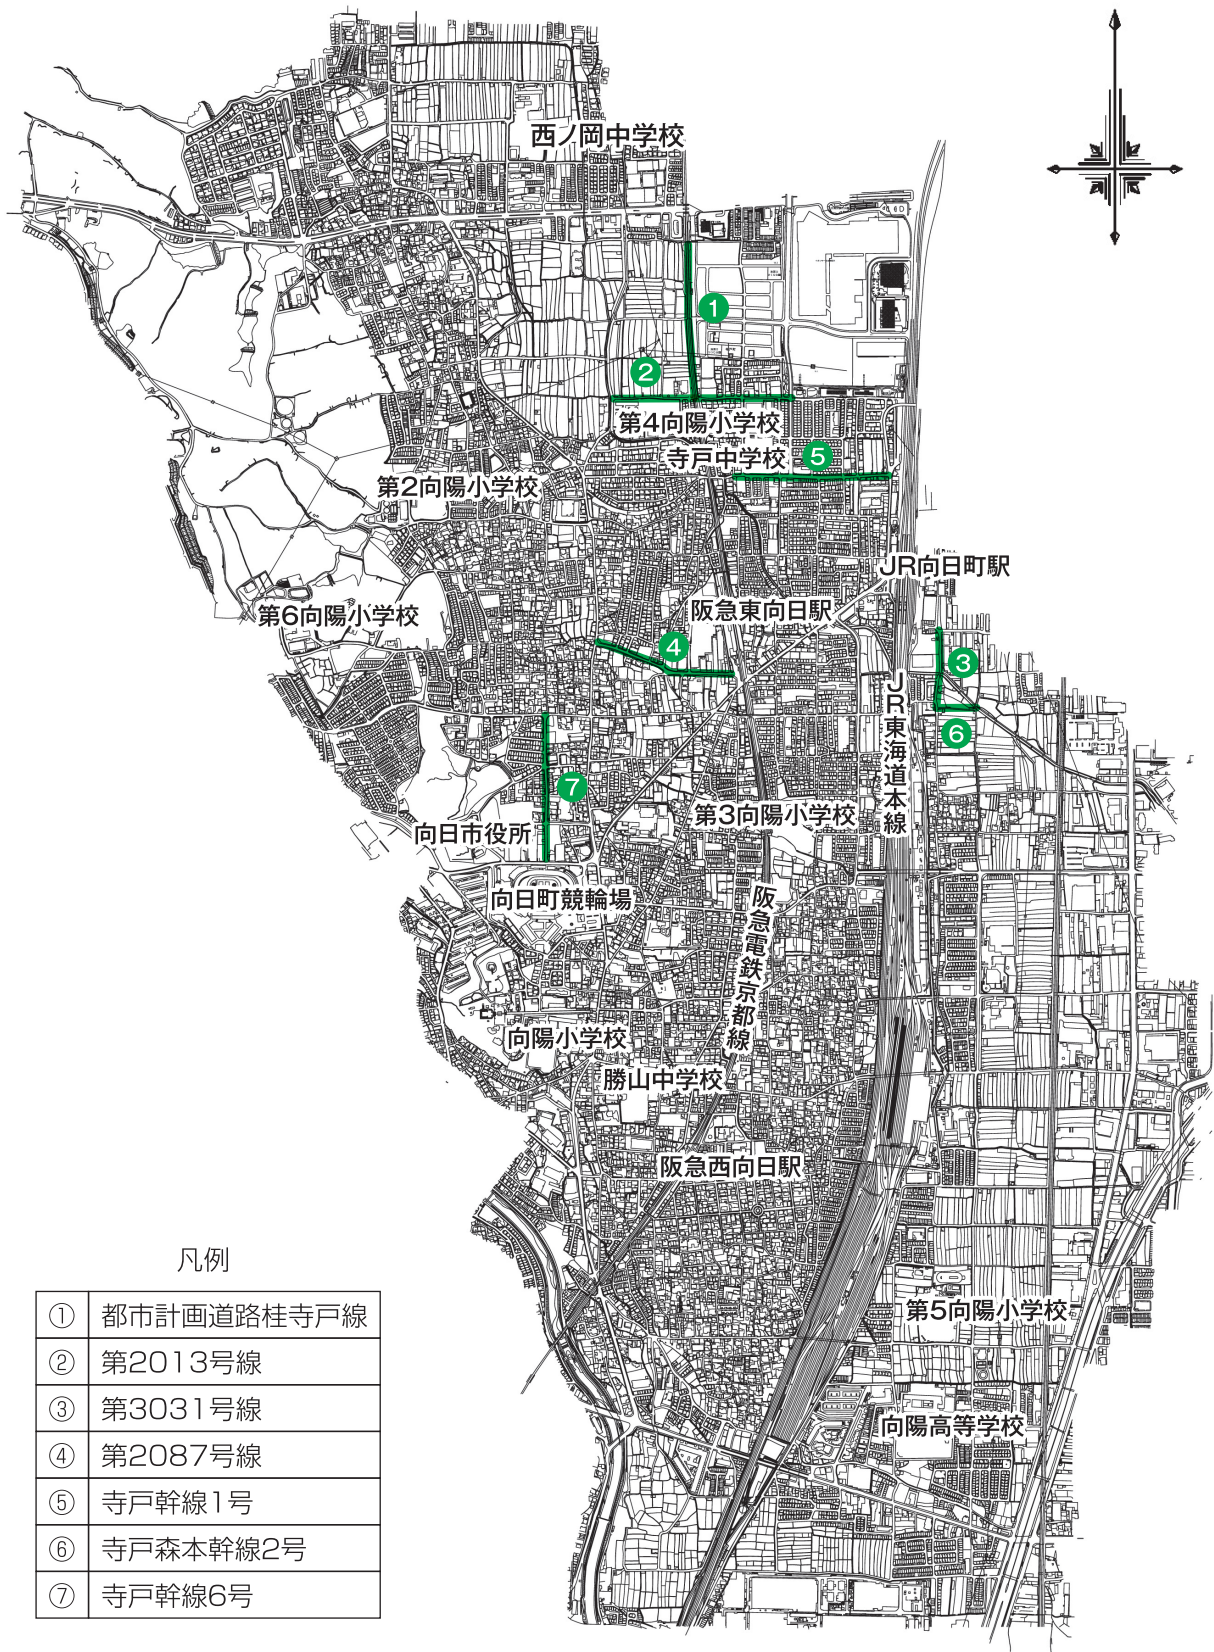 西ノ岡中学校
①
②
第4向陽小学校
寺戸中学校
⑤
第2向陽小学校
JR向日町駅
第6向陽小学校
阪急東向日駅
④
③
JR東海道本線
⑥
⑦
第3向陽小学校
向日市役所
向日町競輪場
阪急電鉄京都線
向陽小学校
勝山中学校
阪急西向日駅
第5向陽小学校
向陽高等学校
凡例
① 都市計画道路桂寺戸線
② 第2013号線
③ 第3031号線
④ 第2087号線
⑤ 寺戸幹線1号
⑥ 寺戸森本幹線2号
⑦ 寺戸幹線6号